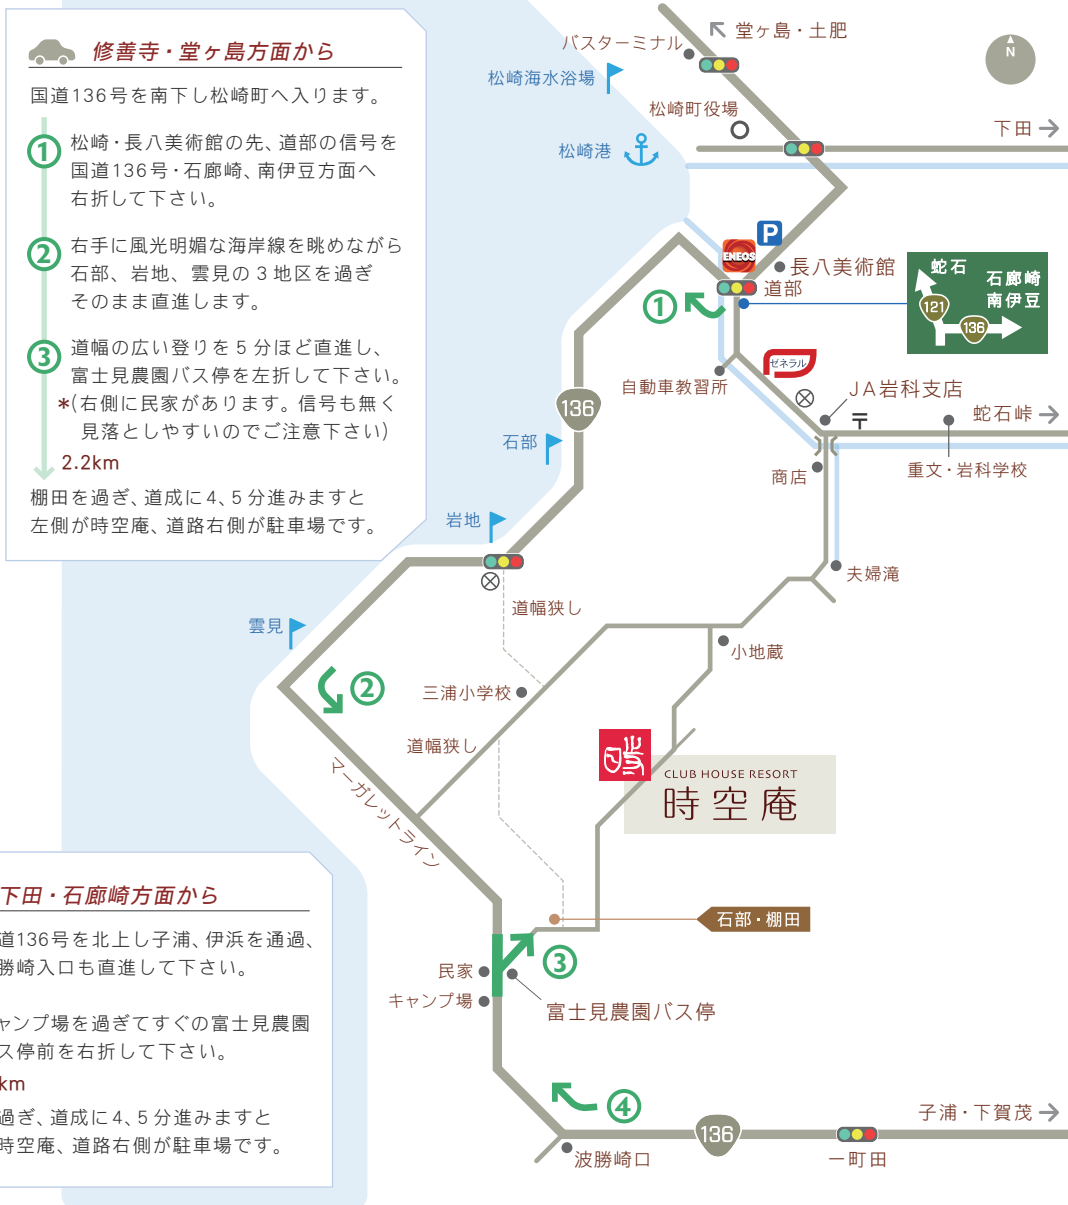 修善寺・堂ヶ島方面から
国道136号を南下し松崎町へ入ります。
1
松崎・長八美術館の先、道部の信号を
国道136号・石廊崎、南伊豆方面へ
右折して下さい。
2
右手に風光明媚な海岸線を眺めながら
石部、岩地、雲見の3地区を過ぎ
そのまま直進します。
3
道幅の広い登りを5分ほど直進し、
富士見農園バス停を左折して下さい。
*(右側に民家があります。信号も無く
見落としやすいのでご注意下さい)
2.2km
棚田を過ぎ、道成に4、5分進みますと
左側が時空庵、道路右側が駐車場です。
堂ヶ島・土肥
バスターミナル
N
松崎海水浴場
松崎町役場
下田
松崎港
P
ENEOS
長八美術館
道部
蛇石
石廊崎
南伊豆
121
136
1
ゼネラル
自動車教習所
JA岩科支店
〒
蛇石峠
136
石部
商店
重文・岩科学校
岩地
夫婦滝
道幅狭し
雲見
小地蔵
2
三浦小学校
道幅狭し
時
CLUB HOUSE RESORT
時空庵
マーガレットライン
石部・棚田
民家
3
キャンプ場
富士見農園バス停
4
136
子浦・下賀茂
波勝崎口
一町田
下田・石廊崎方面から
道136号を北上し子浦、伊浜を通過、
勝崎入口も直進して下さい。
ャンプ場を過ぎてすぐの富士見農園
ス停前を右折して下さい。
km
過ぎ、道成に4、5分進みますと
時空庵、道路右側が駐車場です。